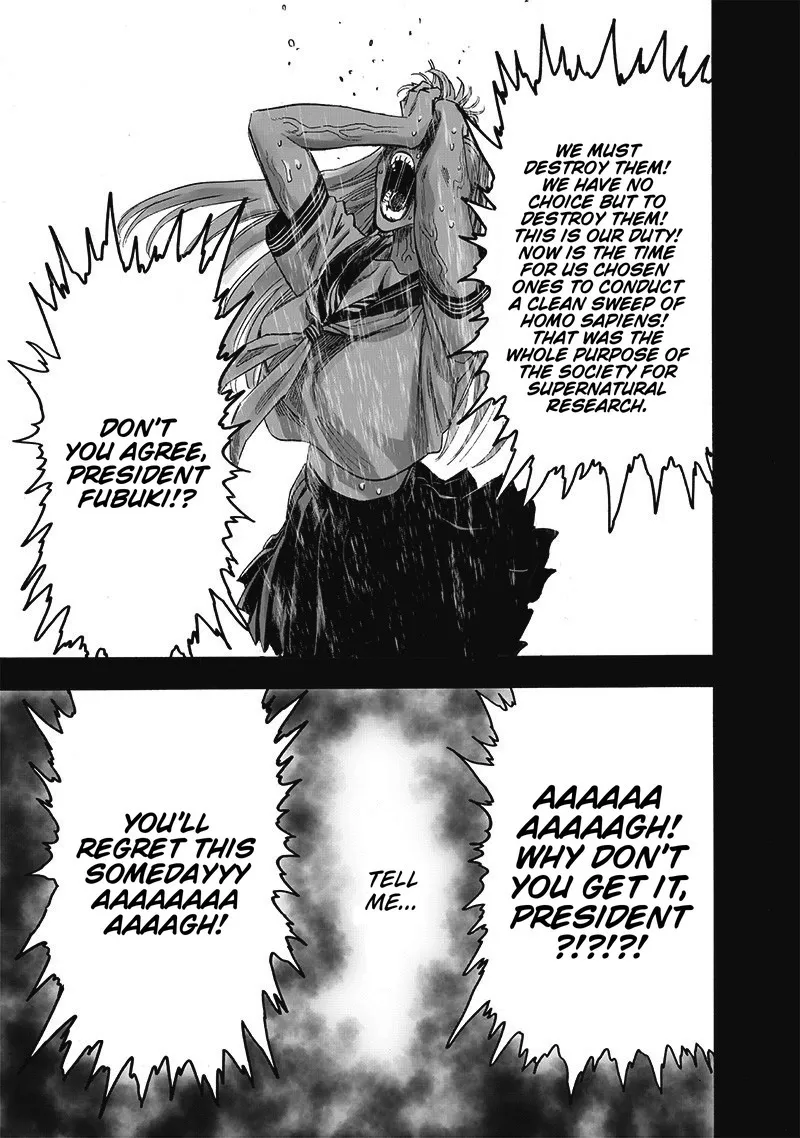 WE MUST
DESTROY THEM!
WE HAVE NO
CHOICE BUT TO
DESTROY THEM!
THIS IS OUR DUTY!
NOW IS THE TIME
FOR US CHOSEN
ONES TO CONDUCT
A CLEAN SWEEP OF
HOMO SAPIENS!
THAT WAS THE
WHOLE PURPOSE OF
THE SOCIETY FOR
SUPERNATURAL
RESEARCH.
DON'T
YOU AGREE,
PRESIDENT
FUBUKI!?
AAAAAA
AAAAAGH!
WHY DON'T
YOU GET IT,
PRESIDENT
?!?!?!
TELL
ME...
YOU'LL
REGRET THIS
SOMEDAYYY
AAAAAAAA
AAAAGH!